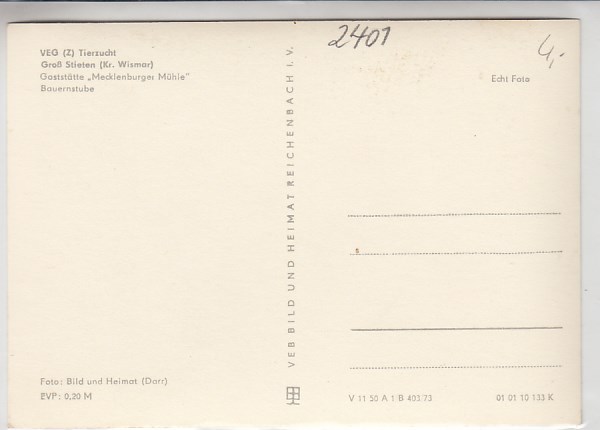 VEG (Z) Tierzucht
Groß Stieten (Kr. Wismar)
Gaststätte „Mecklenburger Mühle"
Bauernstube
2401
4,-
Echt Foto
VEB BILD UND HEIMAT REICHENBACH I. V.
Foto: Bild und Heimat (Darr)
EVP: 0,20 M
V 11 50 A 1 B 403/73
01 01 10 133 K